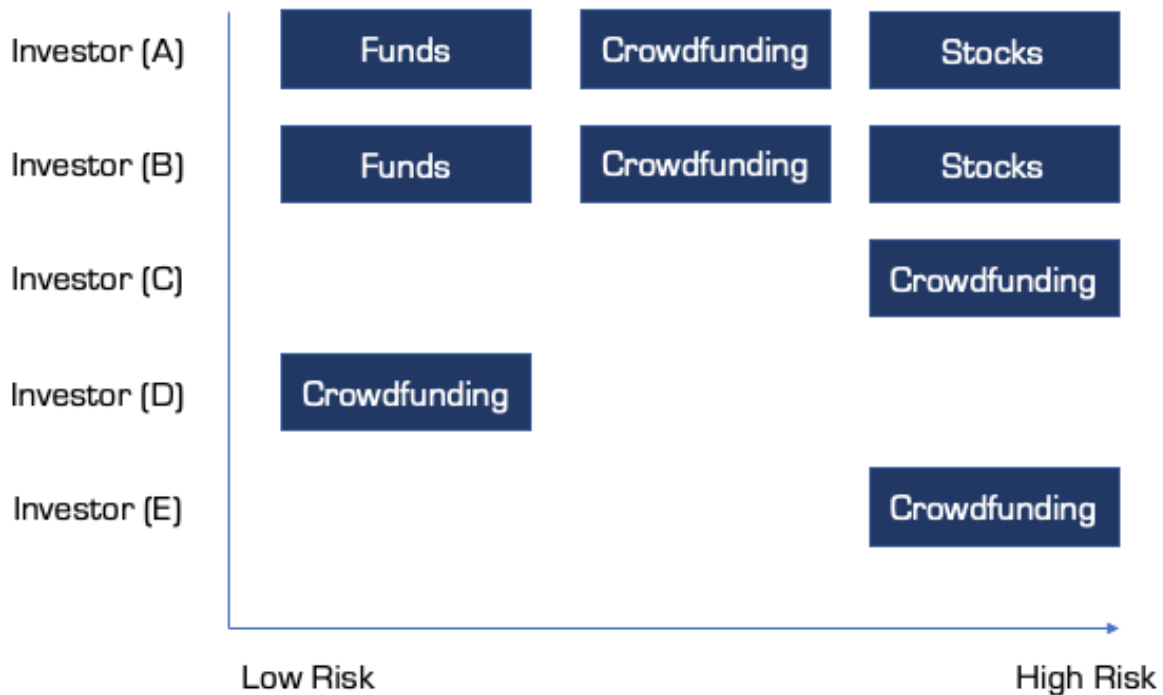 Investor (A) Funds Crowdfunding Stocks
Investor (B) Funds Crowdfunding Stocks
Investor (C) Crowdfunding
Investor (D) Crowdfunding
Investor (E) Crowdfunding
Low Risk High Risk